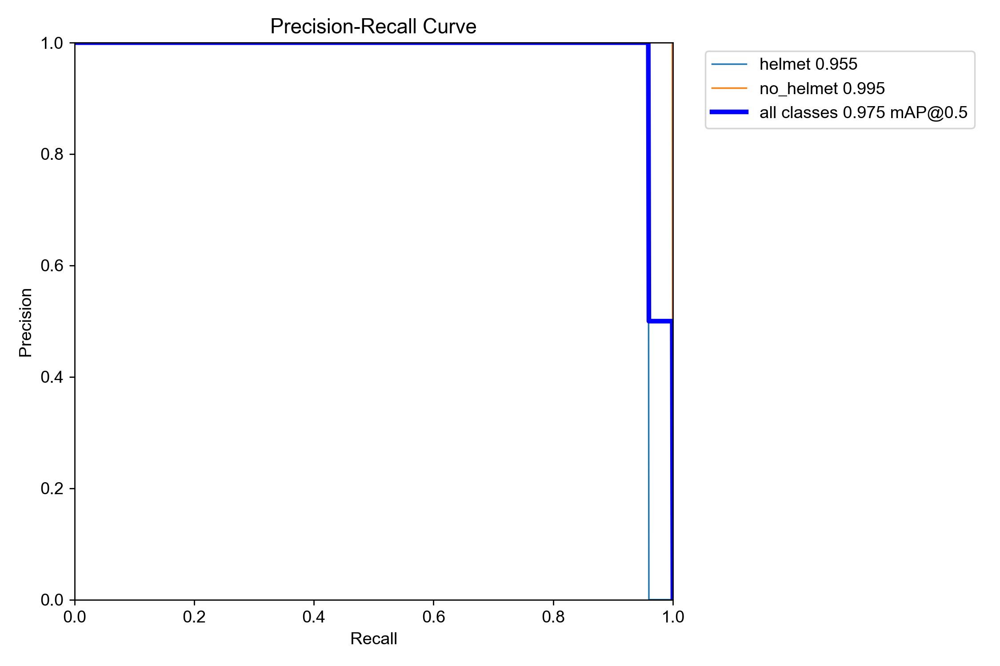 Precision-Recall Curve
1.0
0.8
0.6
0.4
0.2
0.0
Precision
0.0 0.2 0.4 0.6 0.8 1.0
Recall
helmet 0.955
no_helmet 0.995
all classes 0.975 mAP@0.5